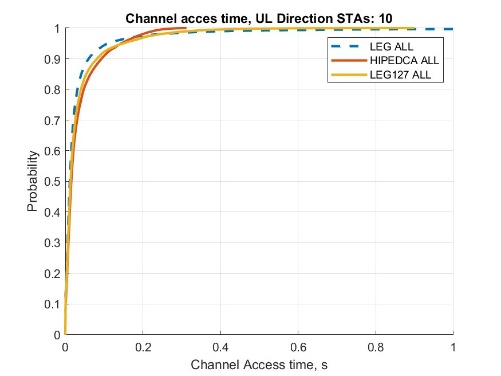 Channel acces time, UL Direction STAs: 10
LEG ALL
HIPEDCA ALL
LEG127 ALL
Probability
1
0.9
0.8
0.7
0.6
0.5
0.4
0.3
0.2
0.1
0
0 0.2 0.4 0.6 0.8 1
Channel Access time, s